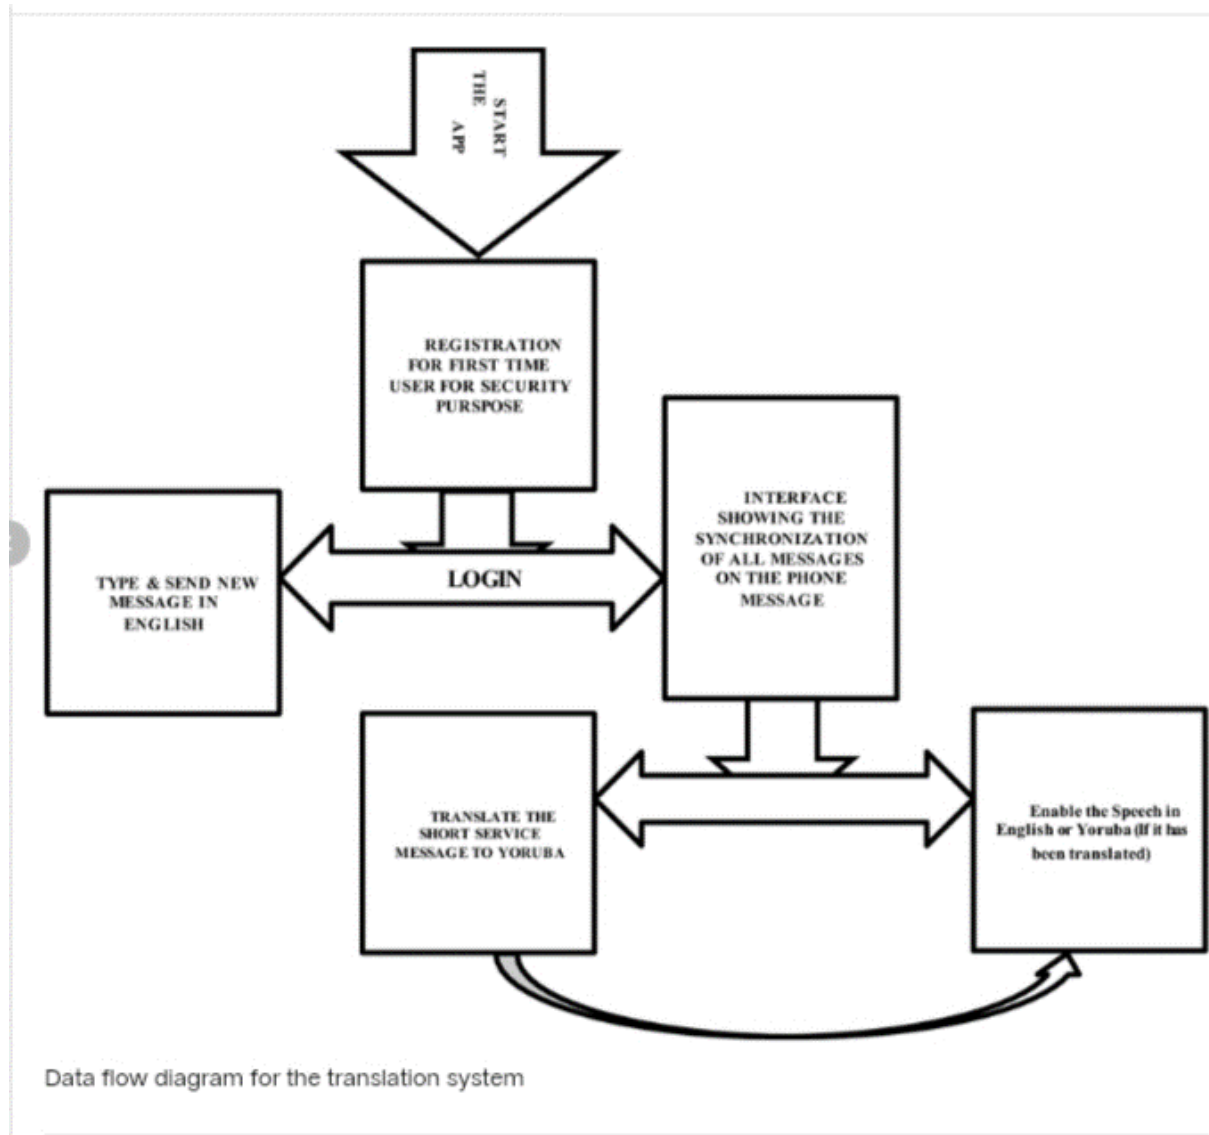 START
THE
APP
REGISTRATION
FOR FIRST TIME
USER FOR SECURITY
PURSPOSE
TYPE & SEND NEW
MESSAGE IN
ENGLISH
LOGIN
INTERFACE
SHOWING THE
SYNCHRONIZATION
OF ALL MESSAGES
ON THE PHONE
MESSAGE
TRANSLATE THE
SHORT SERVICE
MESSAGE TO YORUBA
Enable the Speech in
English or Yoruba (If it has
been translated)
Data flow diagram for the translation system